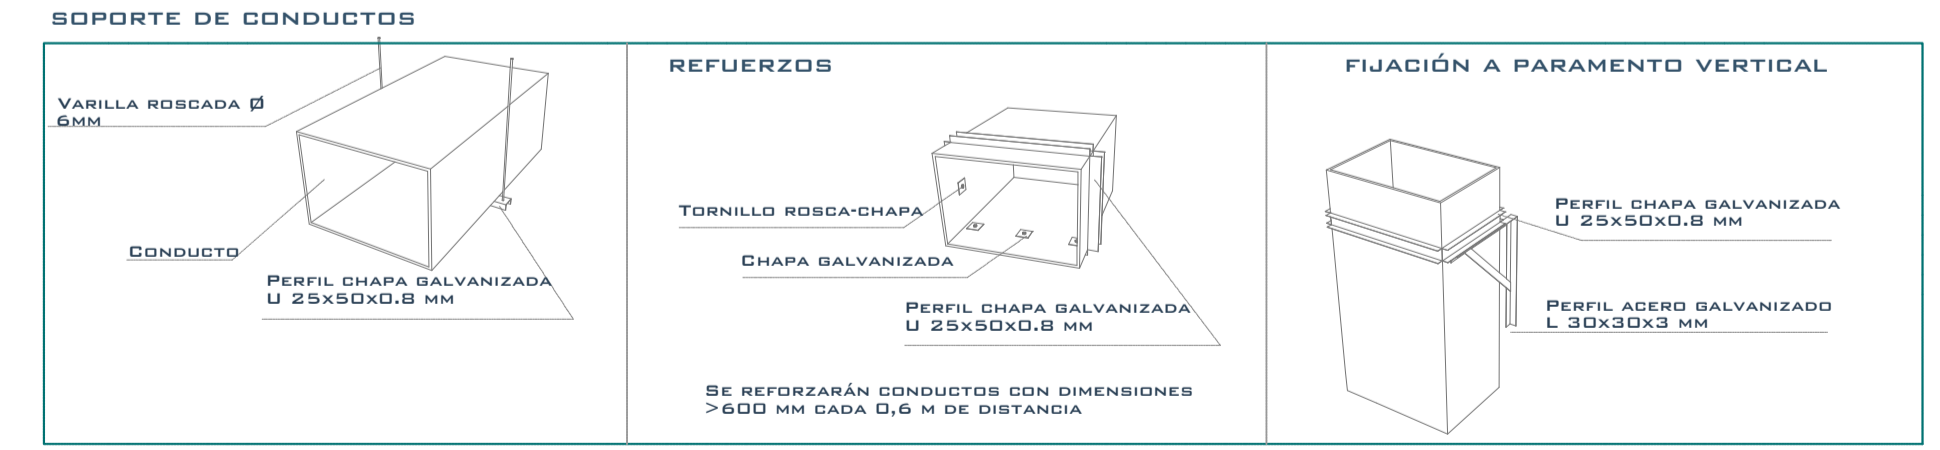 SOPORTE DE CONDUCTOS
VARILLA ROSCADA Ø
6MM
CONDUCTO
PERFIL CHAPA GALVANIZADA
U 25X50X0.8 MM
REFUERZOS
TORNILLO ROSCA-CHAPA
CHAPA GALVANIZADA
PERFIL CHAPA GALVANIZADA
U 25X50X0.8 MM
SE REFORZARÁN CONDUCTOS CON DIMENSIONES
>600 MM CADA 0,6 M DE DISTANCIA
FIJACIÓN A PARAMENTO VERTICAL
PERFIL CHAPA GALVANIZADA
U 25X50X0.8 MM
PERFIL ACERO GALVANIZADO
L 30X30X3 MM